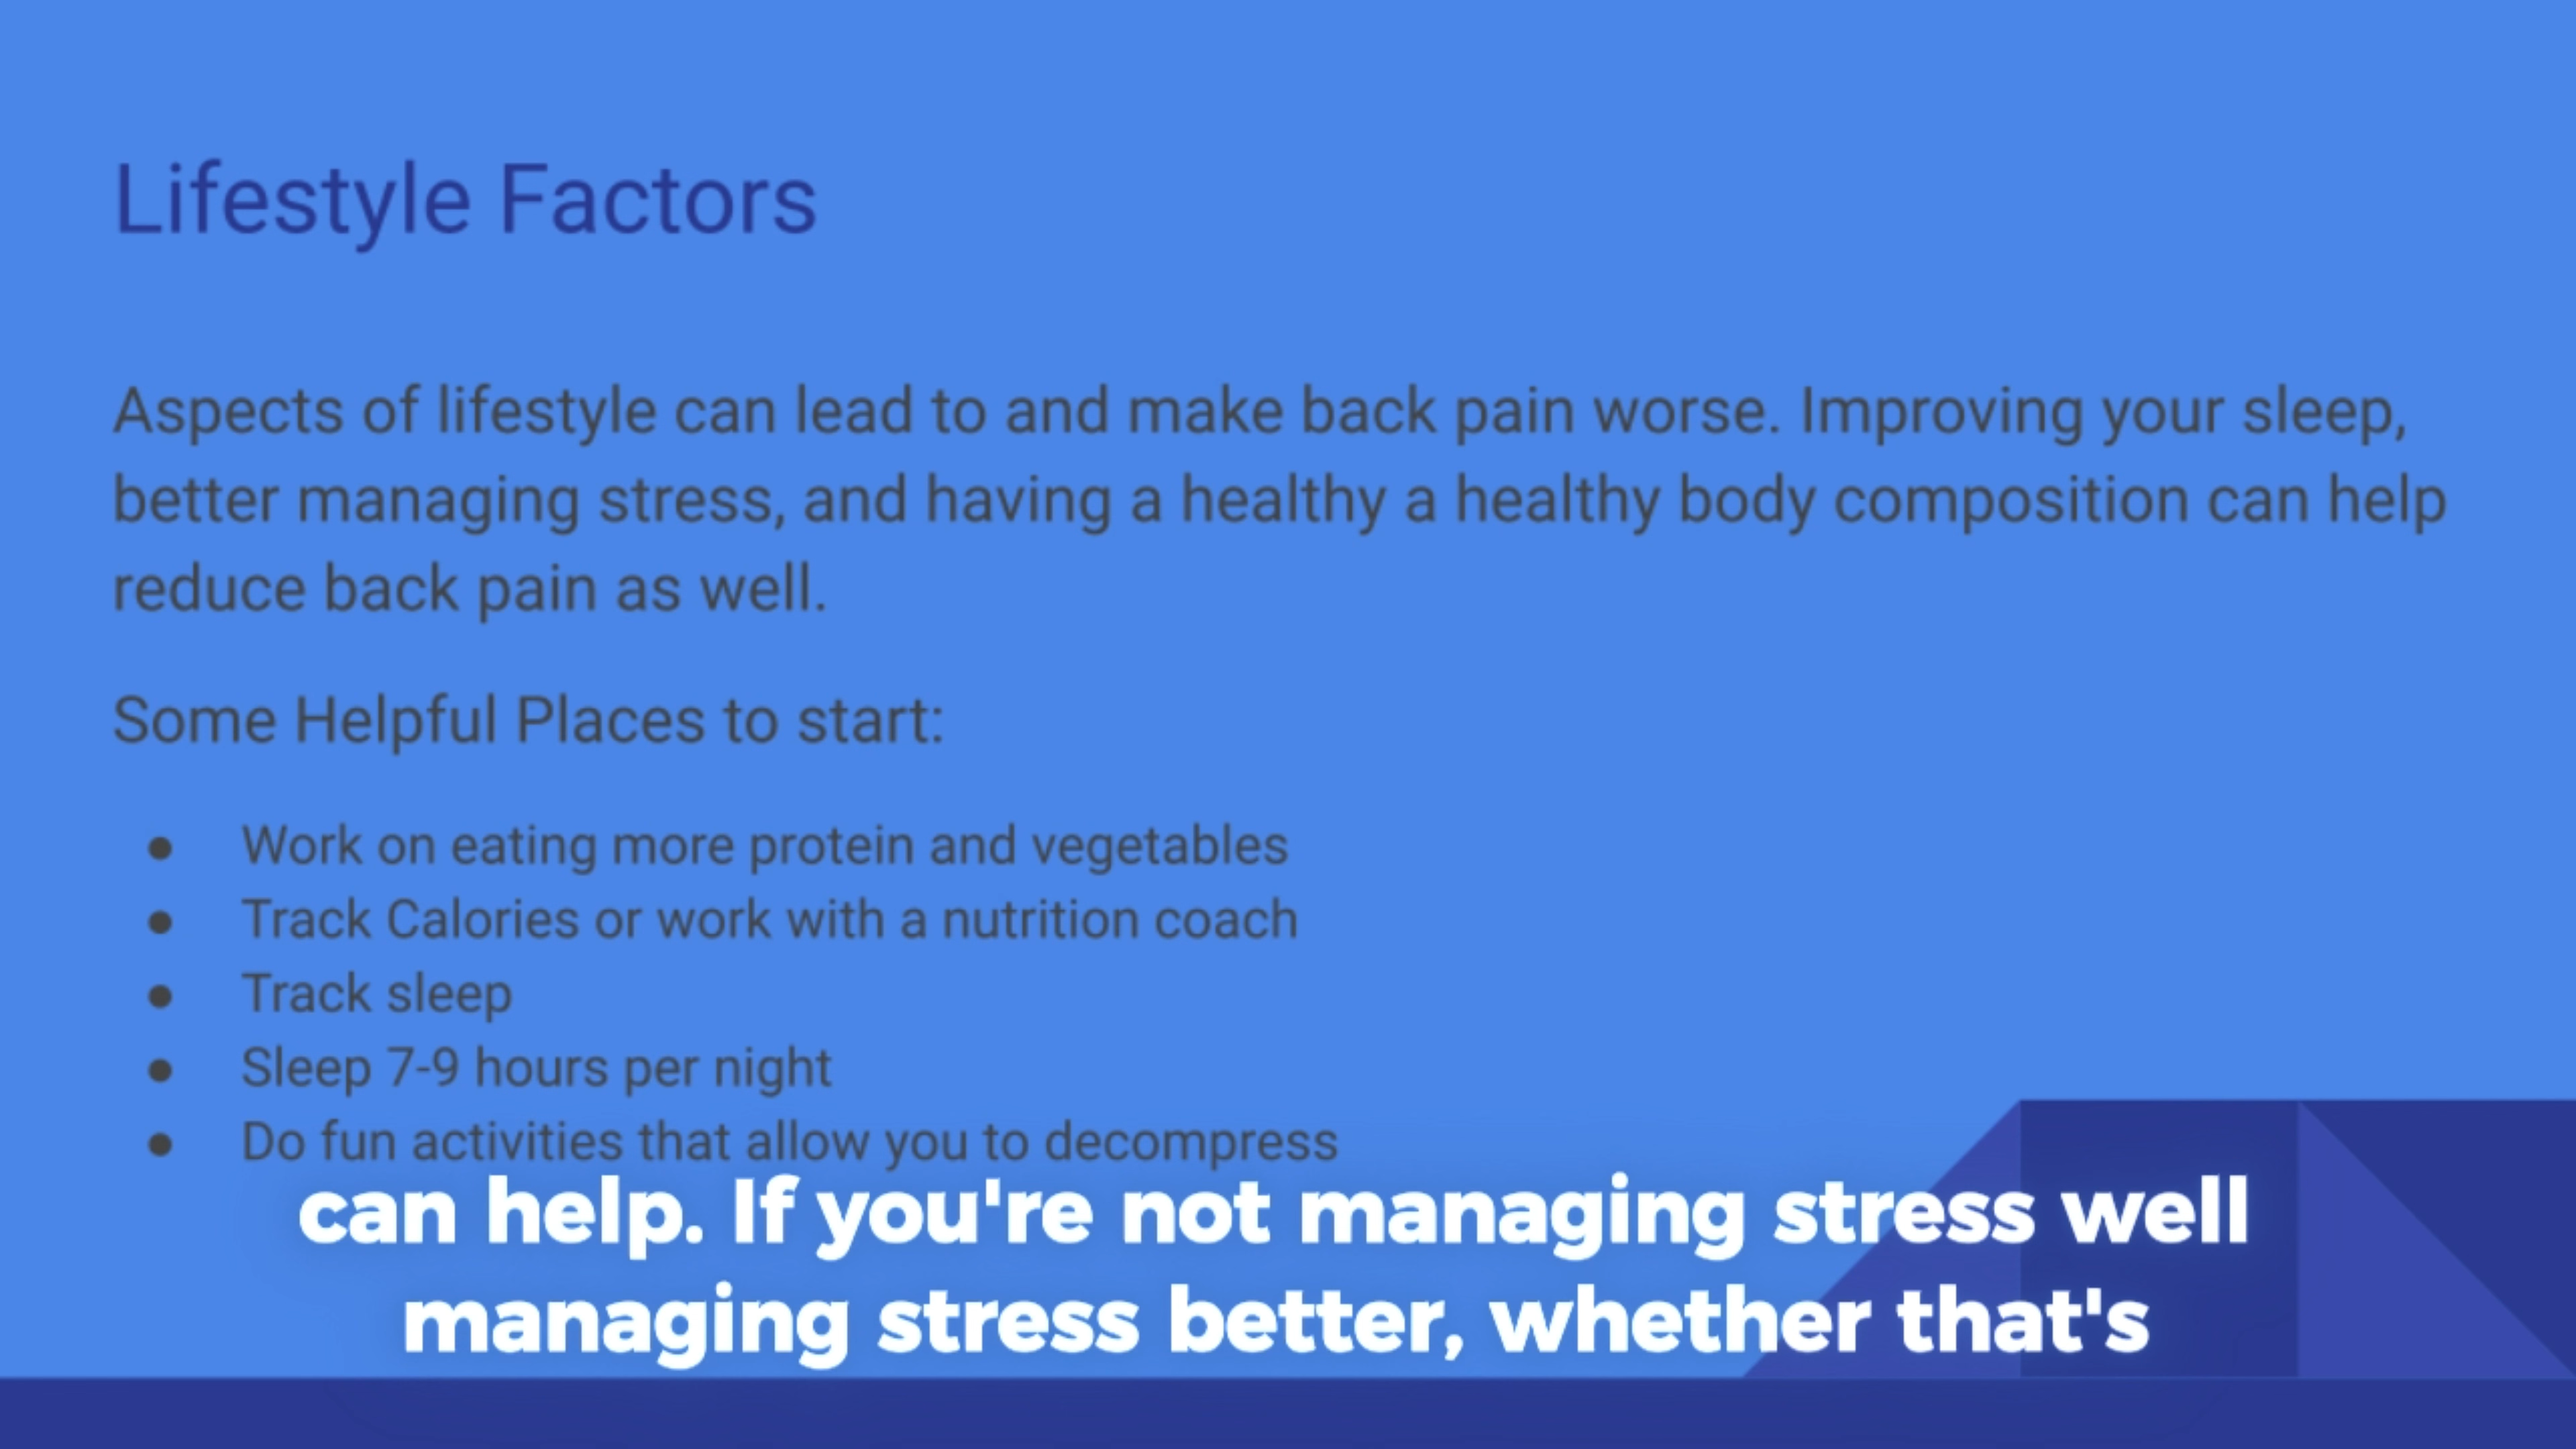 Lifestyle Factors
Aspects of lifestyle can lead to and make back pain worse. Improving your sleep,
better managing stress, and having a healthy a healthy body composition can help
reduce back pain as well.
Some Helpful Places to start:
● Work on eating more protein and vegetables
● Track Calories or work with a nutrition coach
● Track sleep
● Sleep 7-9 hours per night
● Do fun activities that allow you to decompress
can help. If you're not managing stress well
managing stress better, whether that's